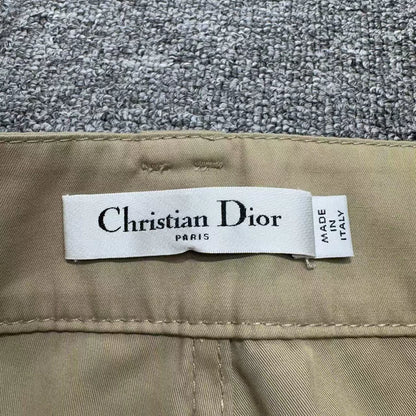 Christian Dior
PARIS
MADE
IN
ITALY